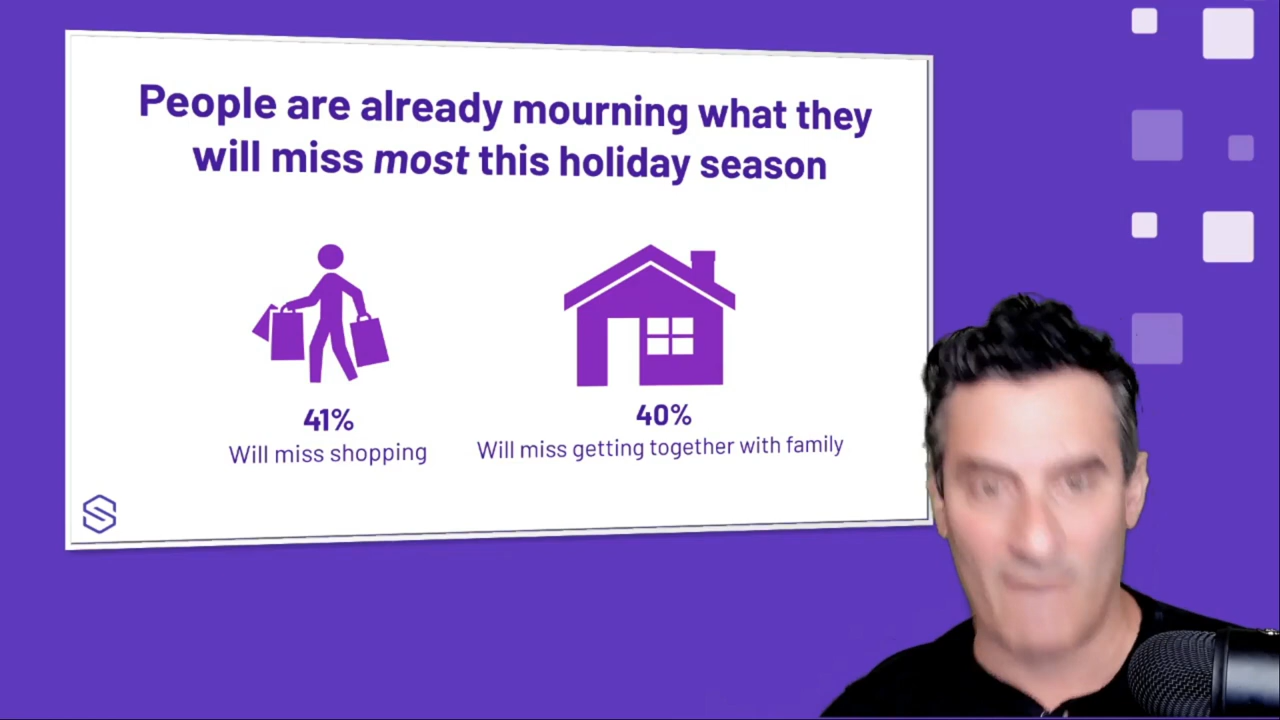 People are already mourning what they
will miss most this holiday season
41%
Will miss shopping
40%
Will miss getting together with family